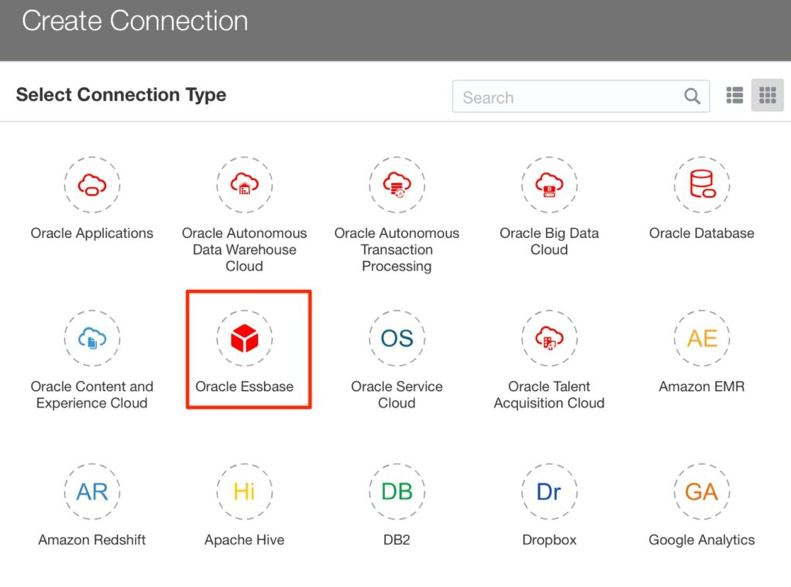 Create Connection
Select Connection Type
Search
Oracle Applications
Oracle Autonomous
Data Warehouse
Cloud
Oracle Autonomous
Transaction
Processing
Oracle Big Data
Cloud
Oracle Database
Oracle Content and
Experience Cloud
Oracle Essbase
OS
Oracle Service
Cloud
Oracle Talent
Acquisition Cloud
AE
Amazon EMR
AR
Amazon Redshift
Hi
Apache Hive
DB
DB2
Dr
Dropbox
GA
Google Analytics